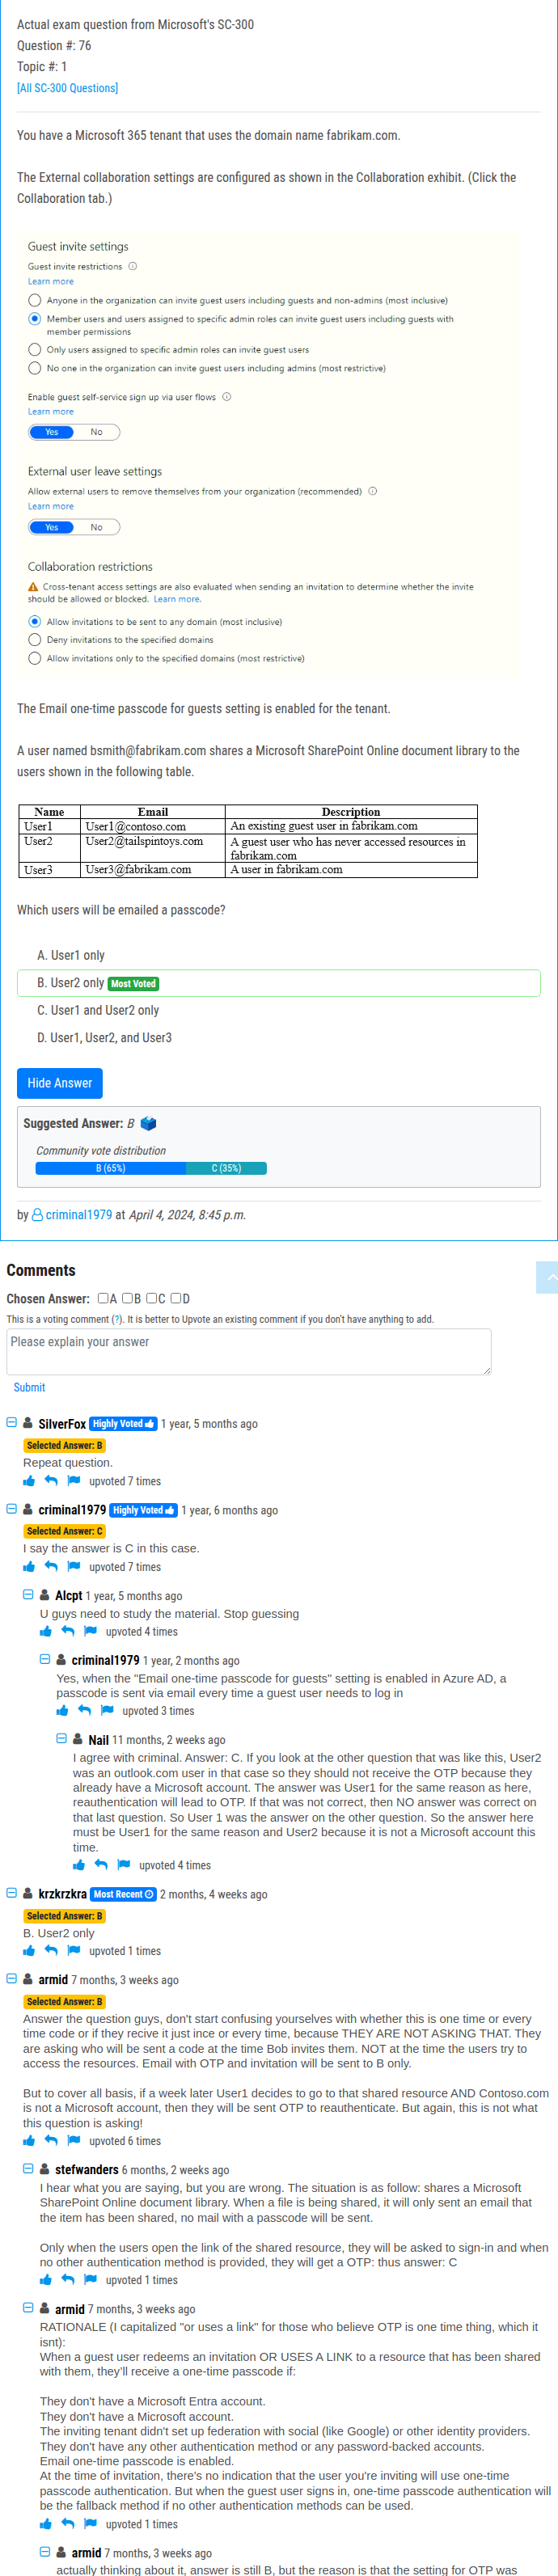 Actual exam question from Microsoft's SC-300
Question #: 76
Topic #: 1
[All SC-300 Questions]
You have a Microsoft 365 tenant that uses the domain name fabrikam.com.
The External collaboration settings are configured as shown in the Collaboration exhibit. (Click the
Collaboration tab.)
Guest invite settings
Guest invite restrictions
Learn more
Anyone in the organization can invite guest users including guests and non-admins (most inclusive)
Member users and users assigned to specific admin roles can invite guest users including guests with
member permissions
Only users assigned to specific admin roles can invite guest users
No one in the organization can invite guest users including admins (most restrictive)
Enable guest self-service sign up via user flows
Learn more
Yes No
External user leave settings
Allow external users to remove themselves from your organization (recommended)
Learn more
Yes No
Collaboration restrictions
Cross-tenant access settings are also evaluated when sending an invitation to determine whether the invite
should be allowed or blocked. Learn more.
Allow invitations to be sent to any domain (most inclusive)
Deny invitations to the specified domains
Allow invitations only to the specified domains (most restrictive)
The Email one-time passcode for guests setting is enabled for the tenant.
A user named bsmith@fabrikam.com shares a Microsoft SharePoint Online document library to the
users shown in the following table.
Name Email Description
User1 User1@contoso.com An existing guest user in fabrikam.com
User2 User2@tailspintoys.com A guest user who has never accessed resources in
fabrikam.com
User3 User3@fabrikam.com A user in fabrikam.com
Which users will be emailed a passcode?
A. User1 only
B. User2 only Most Voted
C. User1 and User2 only
D. User1, User2, and User3
Hide Answer
Suggested Answer: B
Community vote distribution
B (65%) C (35%)
by criminal1979 at April 4, 2024, 8:45 p.m.
Comments
Chosen Answer: A B C D
This is a voting comment (?). It is better to Upvote an existing comment if you don't have anything to add.
Please explain your answer
Submit
SilverFox Highly Voted 1 year, 5 months ago
Selected Answer: B
Repeat question.
upvoted 7 times
criminal1979 Highly Voted 1 year, 6 months ago
Selected Answer: C
I say the answer is C in this case.
upvoted 7 times
Alcpt 1 year, 5 months ago
U guys need to study the material. Stop guessing
upvoted 4 times
criminal1979 1 year, 2 months ago
Yes, when the "Email one-time passcode for guests" setting is enabled in Azure AD, a
passcode is sent via email every time a guest user needs to log in
upvoted 3 times
Nail 11 months, 2 weeks ago
I agree with criminal. Answer: C. If you look at the other question that was like this, User2
was an outlook.com user in that case so they should not receive the OTP because they
already have a Microsoft account. The answer was User1 for the same reason as here,
reauthentication will lead to OTP. If that was not correct, then NO answer was correct on
that last question. So User 1 was the answer on the other question. So the answer here
must be User1 for the same reason and User2 because it is not a Microsoft account this
time.
upvoted 4 times
krzkrzkra Most Recent 2 months, 4 weeks ago
Selected Answer: B
B. User2 only
upvoted 1 times
armid 7 months, 3 weeks ago
Selected Answer: B
Answer the question guys, don't start confusing yourselves with whether this is one time or every
time code or if they recive it just ince or every time, because THEY ARE NOT ASKING THAT. They
are asking who will be sent a code at the time Bob invites them. NOT at the time the users try to
access the resources. Email with OTP and invitation will be sent to B only.
But to cover all basis, if a week later User1 decides to go to that shared resource AND Contoso.com
is not a Microsoft account, then they will be sent OTP to reauthenticate. But again, this is not what
this question is asking!
upvoted 6 times
stefwanders 6 months, 2 weeks ago
I hear what you are saying, but you are wrong. The situation is as follow: shares a Microsoft
SharePoint Online document library. When a file is being shared, it will only sent an email that
the item has been shared, no mail with a passcode will be sent.
Only when the users open the link of the shared resource, they will be asked to sign-in and when
no other authentication method is provided, they will get a OTP: thus answer: C
upvoted 1 times
armid 7 months, 3 weeks ago
RATIONALE (I capitalized "or uses a link" for those who believe OTP is one time thing, which it
isnt):
When a guest user redeems an invitation OR USES A LINK to a resource that has been shared
with them, they'll receive a one-time passcode if:
They don't have a Microsoft Entra account.
They don't have a Microsoft account.
The inviting tenant didn't set up federation with social (like Google) or other identity providers.
They don't have any other authentication method or any password-backed accounts.
Email one-time passcode is enabled.
At the time of invitation, there's no indication that the user you're inviting will use one-time
passcode authentication. But when the guest user signs in, one-time passcode authentication will
be the fallback method if no other authentication methods can be used.
upvoted 1 times
armid 7 months, 3 weeks ago
actually thinking about it, answer is still B, but the reason is that the setting for OTP was